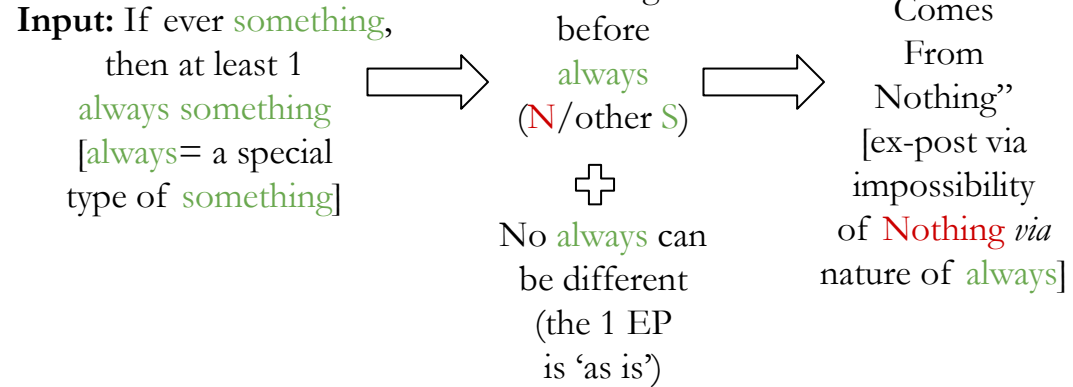 Input: If ever something,
then at least 1
always something
[always= a special
type of something]
before
always
(N/other S)
No always can
be different
(the 1 EP
is ‘as is’)
Comes
From
Nothing”
[ex-post via
impossibility
of Nothing via
nature of always]